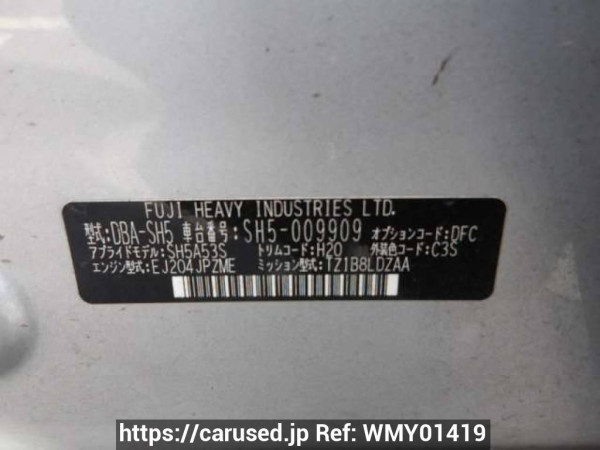 FUJI HEAVY INDUSTRIES LTD.
型式:DBA-SH5 車台番号:SH5-009909 オプションコード:DFC
アプライドモデル:SH5A53S トリムコード:H20 外装色コード:C3S
エンジン型式:EJ204JPZME ミッション型式:TZ1B8LDZAA
https://carused.jp Ref: WMY01419